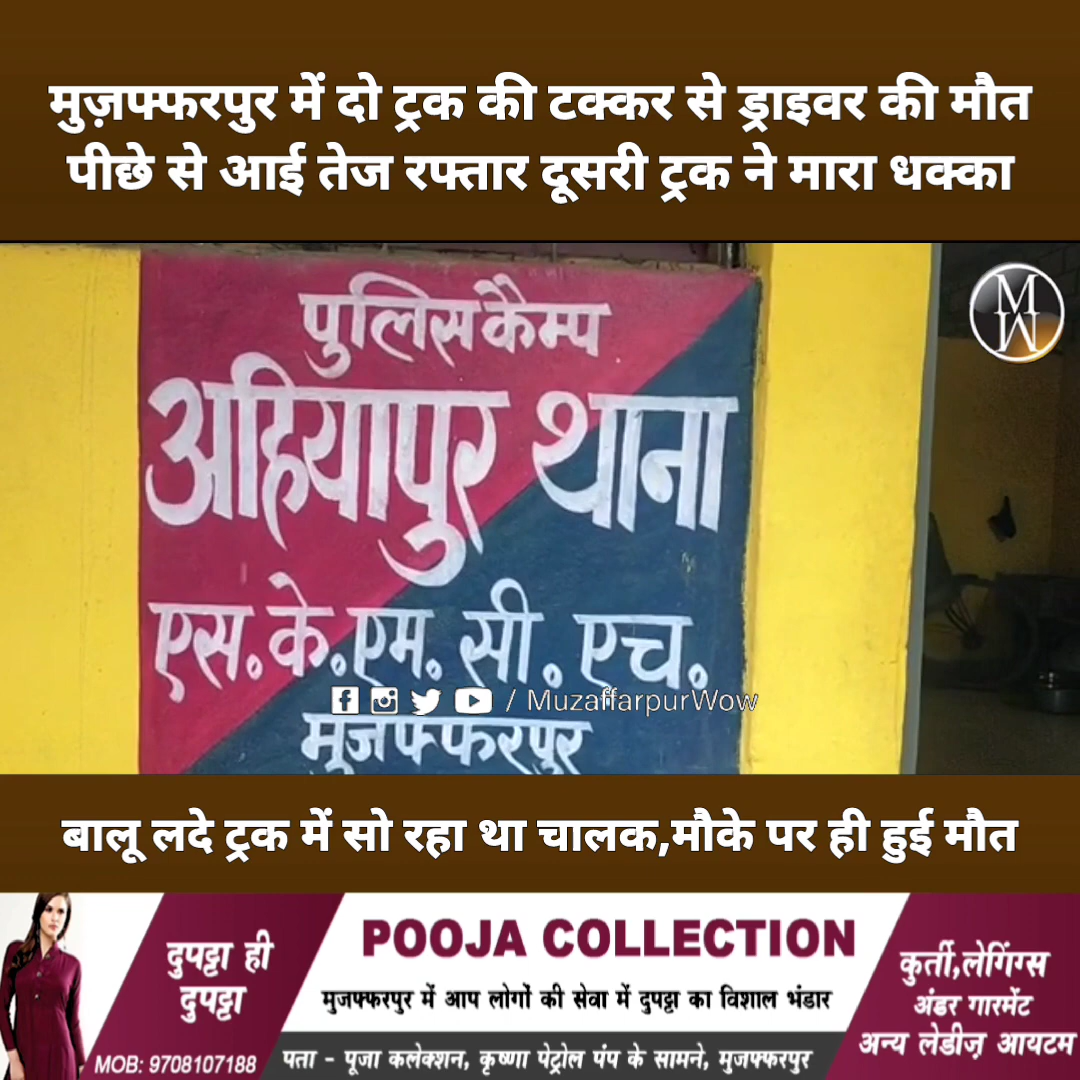 मुज़फ्फरपुर में दो ट्रक की टक्कर से ड्राइवर की मौत
पीछे से आई तेज रफ्तार दूसरी ट्रक ने मारा धक्का
MW
पुलिस कैम्प
अहियापुर थाना
एस. के. एम. सी. एच.
/ MuzaffarpurWow
मुजफ्फरपुर
बालू लदे ट्रक में सो रहा था चालक,मौके पर ही हुई मौत
दुपट्टा ही
दुपट्टा
MOB: 9708107188
POOJA COLLECTION
मुजफ्फरपुर में आप लोगों की सेवा में दुपट्टा का विशाल भंडार
पता - पूजा कलेक्शन, कृष्णा पेट्रोल पंप के सामने, मुजफ्फरपुर
कुर्ती,लेगिंग्स
अंडर गारमेंट
अन्य लेडीज़ आयटम